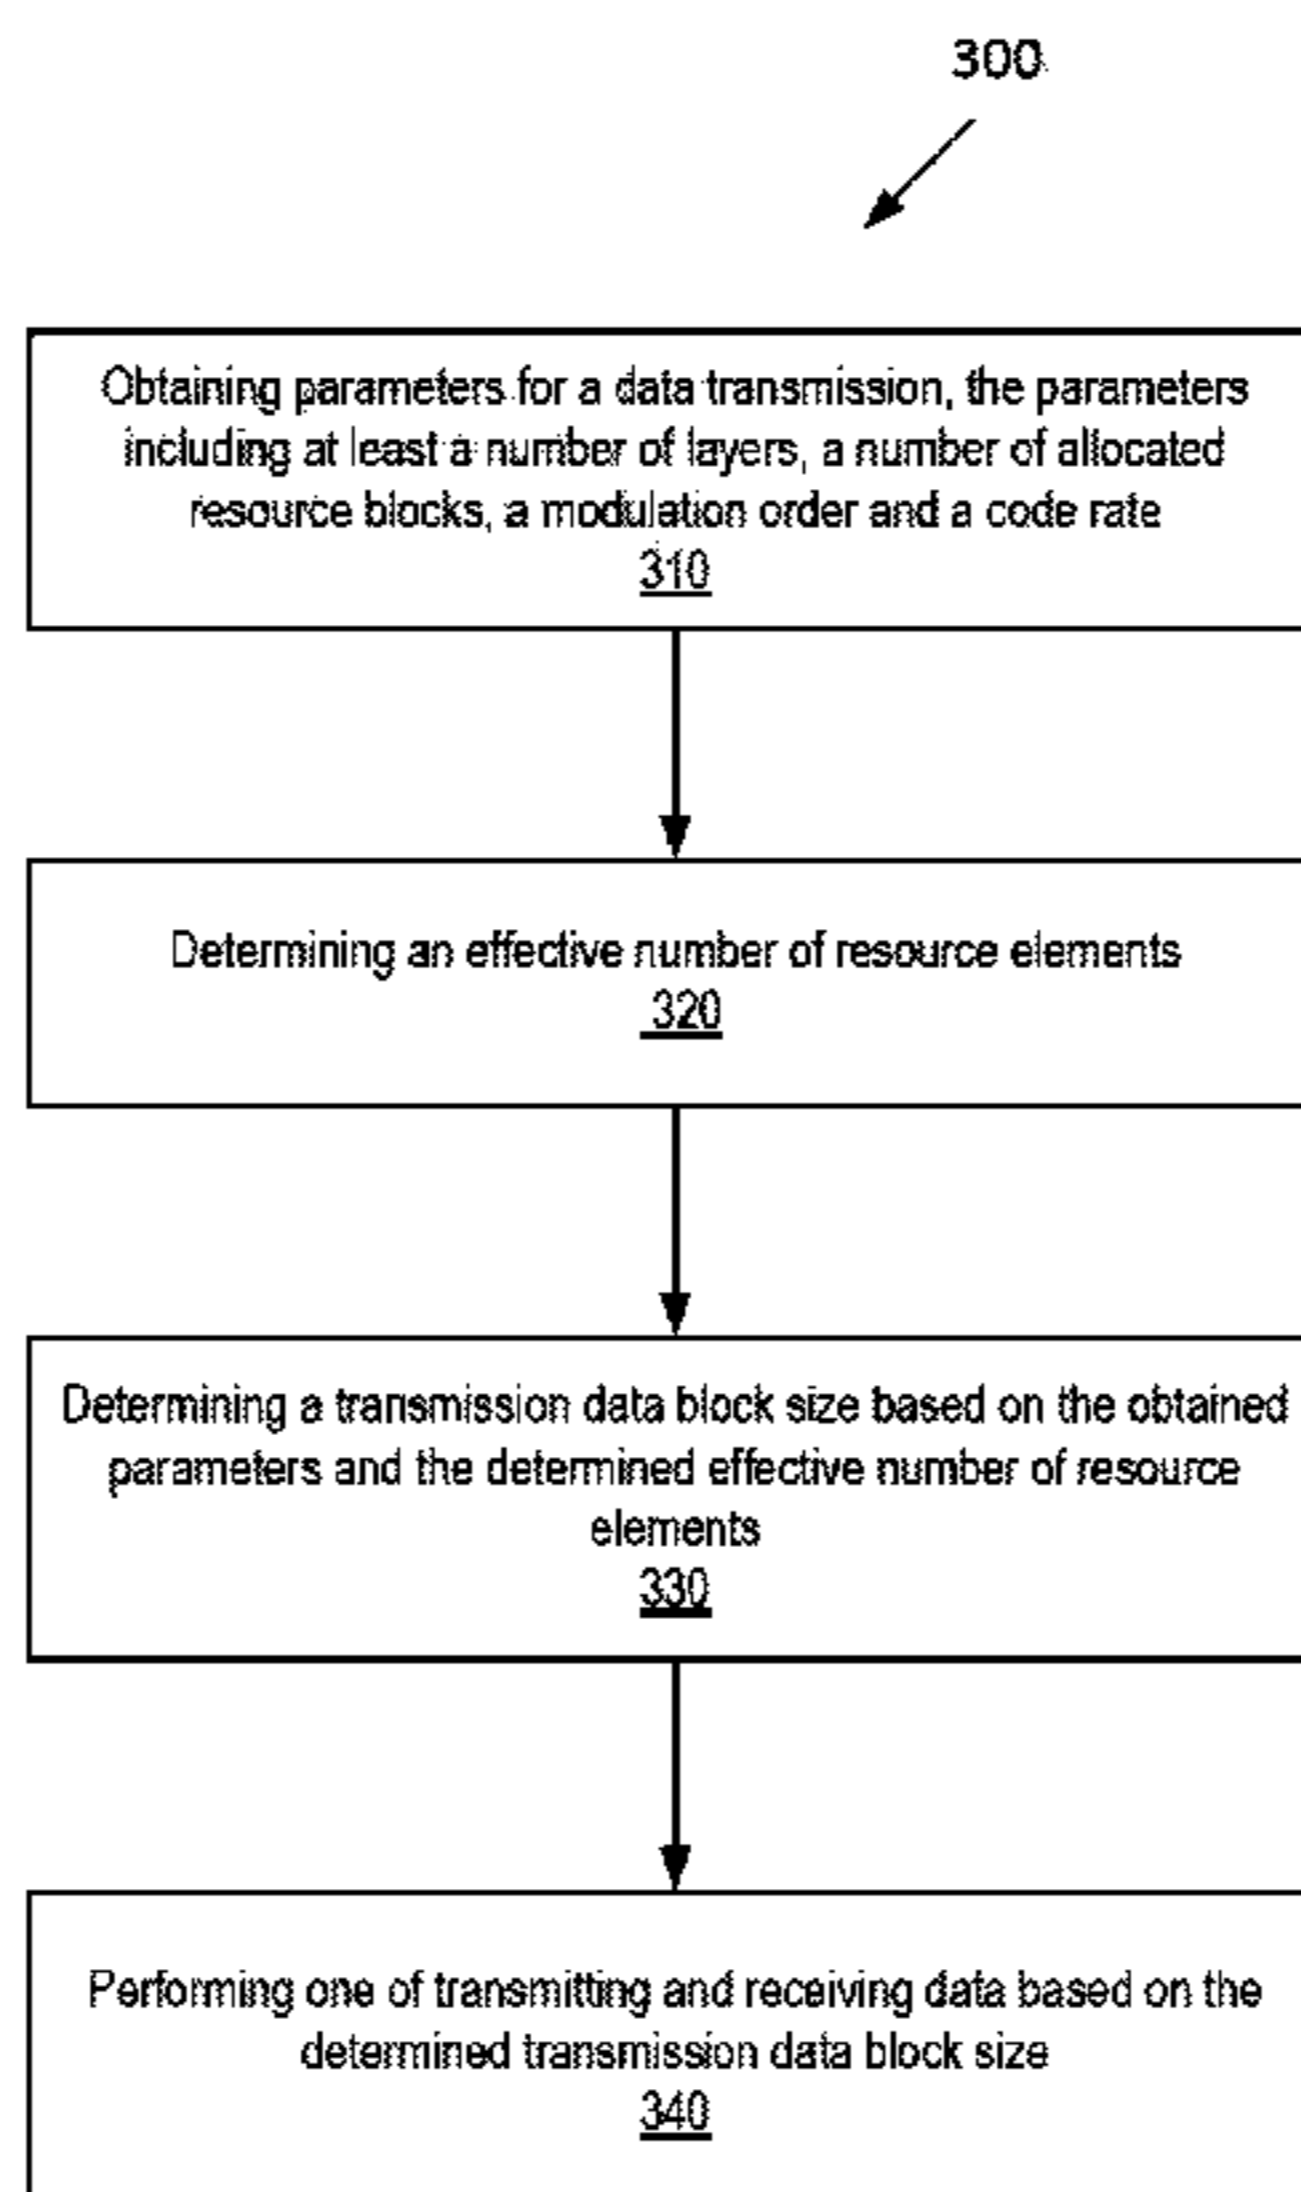 300
Obtaining parameters for a data transmission, the parameters
including at least a number of layers, a number of allocated
resource blocks, a modulation order and a code rate
310
Determining an effective number of resource elements
320
Determining a transmission data block size based on the obtained
parameters and the determined effective number of resource
elements
330
Performing one of transmitting and receiving data based on the
determined transmission data block size
340